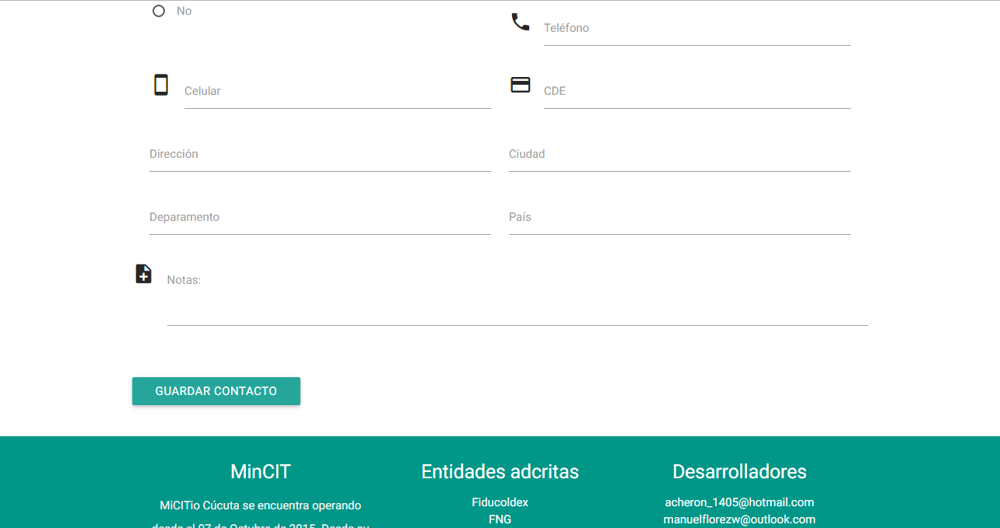 No
Teléfono
Celular
CDE
Dirección
Ciudad
Deparamento
País
Notas:
GUARDAR CONTACTO
MinCIT
MiCITio Cúcuta se encuentra operando
desde el 07 de Octubre de 2015. Desde su
Entidades adcritas
Fiducoldex
FNG
Desarrolladores
acheron_1405@hotmail.com
manuelflorezw@outlook.com